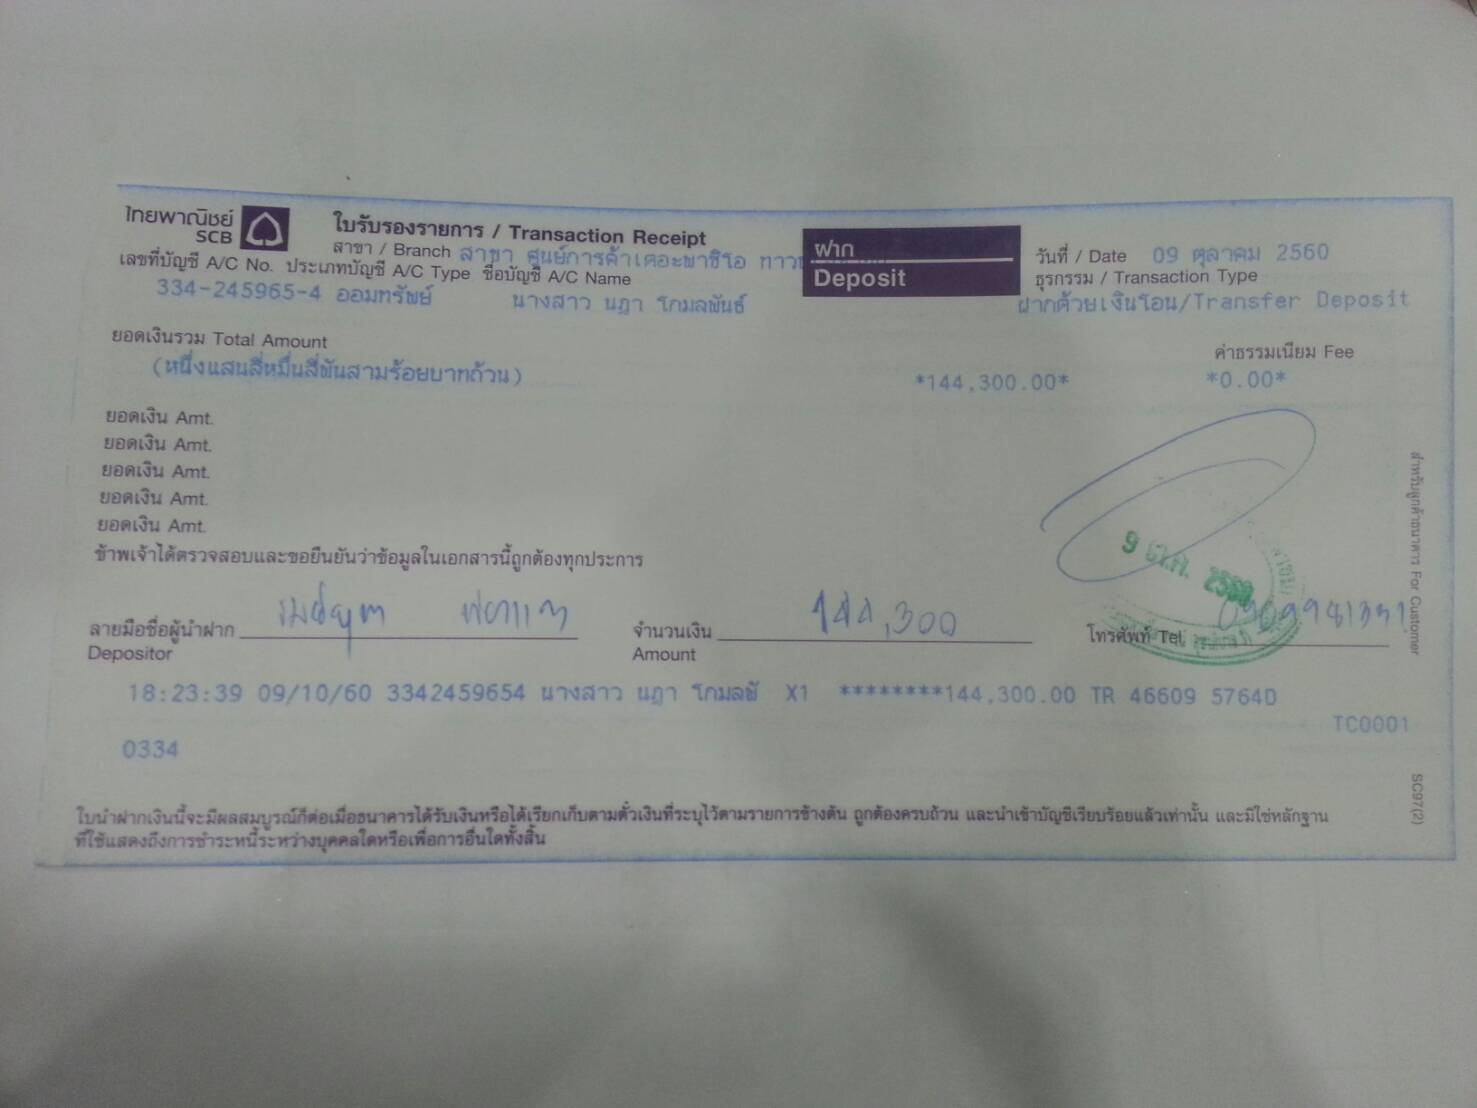 ไทยพาณิชย์
SCB
ใบรับรองรายการ / Transaction Receipt
สาขา / Branch สาขา ศูนย์การค้าเดอะพาซิโอ ทาว
เลขที่บัญชี A/C No. ประเภทบัญชี A/C Type ชื่อบัญชี A/C Name
334-245965-4 ออมทรัพย์ นางสาว นฎา โกมลพันธ์
ฝาก
Deposit
วันที่ / Date 09 ตุลาคม 2560
ธุรกรรม / Transaction Type
ฝากด้วยเงินโอน/Transfer Deposit
ยอดเงินรวม Total Amount
ค่าธรรมเนียม Fee
(หนึ่งแสนสี่หมื่นสี่พันสามร้อยบาทถ้วน) *144,300.00* *0.00*
ยอดเงิน Amt.
ยอดเงิน Amt.
ยอดเงิน Amt.
ยอดเงิน Amt.
ยอดเงิน Amt.
ข้าพเจ้าได้ตรวจสอบและขอยืนยันว่าข้อมูลในเอกสารนี้ถูกต้องทุกประการ
9 ต.ค. 2560
ลายมือชื่อผู้นำฝาก
Depositor
จำนวนเงิน 144,300
Amount
โทรศัพท์ Tel.
18:23:39 09/10/60 3342459654 นางสาว นฎา โกมลพั X1 ********144,300.00 TR 46609 5764D
TC0001
0334
ใบนำฝากเงินนี้จะมีผลสมบูรณ์ก็ต่อเมื่อธนาคารได้รับเงินหรือได้เรียกเก็บตามตั๋วเงินที่ระบุไว้ตามรายการข้างต้น ถูกต้องครบถ้วน และนำเข้าบัญชีเรียบร้อยแล้วเท่านั้น และมิใช่หลักฐาน
ที่ใช้แสดงถึงการชำระหนี้ระหว่างบุคคลใดหรือเพื่อการอื่นใดทั้งสิ้น
สำหรับลูกค้าธนาคาร For Customer
SC97(2)